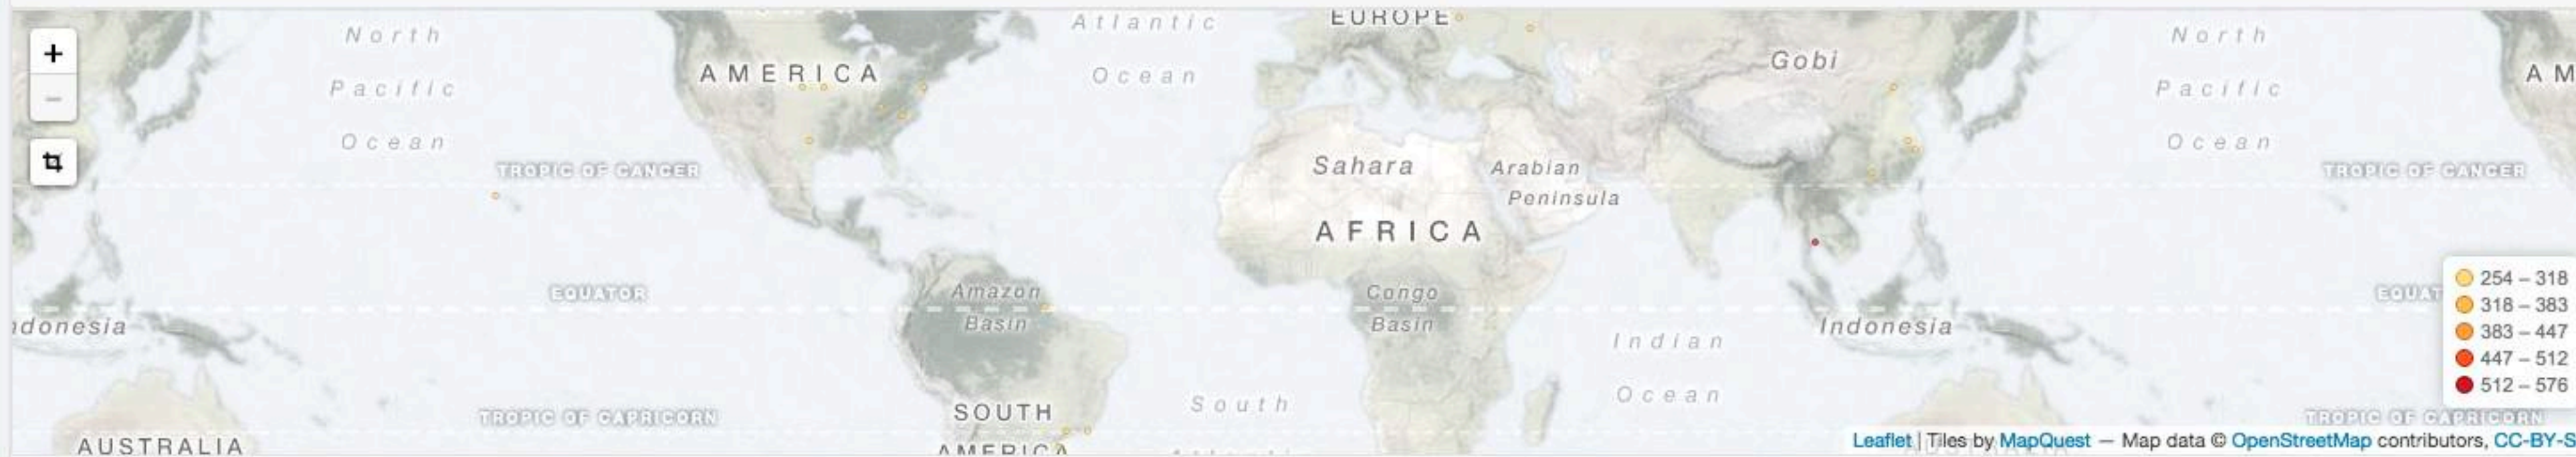 North
Pacific
Ocean
TROPIC OF CANCER
EQUATOR
ndonesia
TROPIC OF CAPRICORN
AUSTRALIA
AMERICA
Atlantic
Ocean
Amazon
Basin
SOUTH
AMERICA
South
EUROPE
Sahara
Arabian
Peninsula
AFRICA
Congo
Basin
Indian
Ocean
Gobi
Indonesia
North
Pacific
Ocean
AM
TROPIC OF CANCER
EQUAT
TROPIC OF CAPRICORN
254 – 318
318 – 383
383 – 447
447 – 512
512 – 576
Leaflet | Tiles by MapQuest — Map data © OpenStreetMap contributors, CC-BY-S